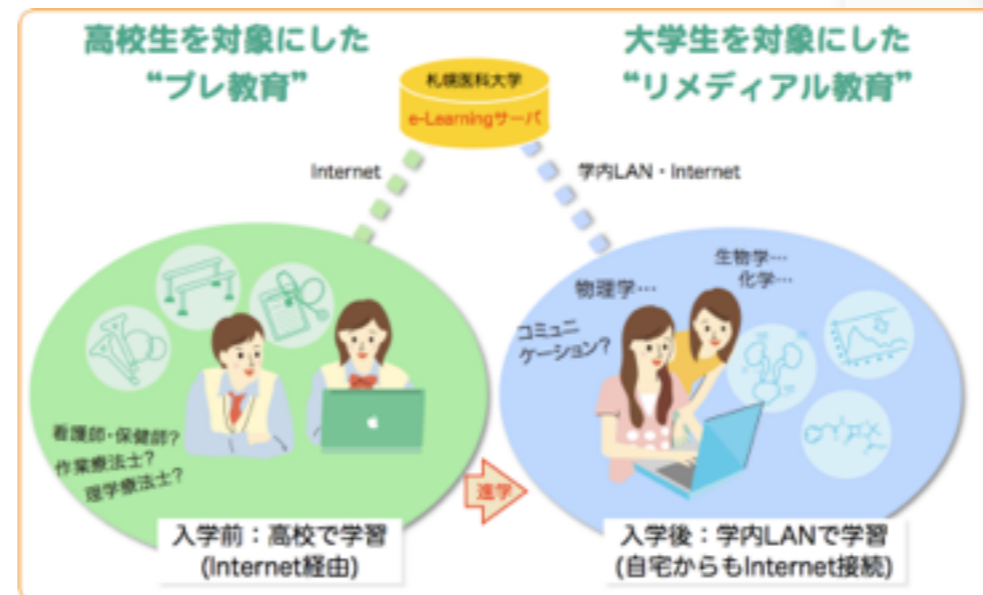 高校生を対象にした
“プレ教育”
大学生を対象にした
“リメディアル教育”
札幌医科大学
e-Learningサーバ
Internet
学内LAN・Internet
看護師・保健師?
作業療法士?
理学療法士?
物理学…
生物学…
化学…
コミュニ
ケーション?
進学
入学前：高校で学習
(Internet経由)
入学後：学内LANで学習
(自宅からもInternet接続)